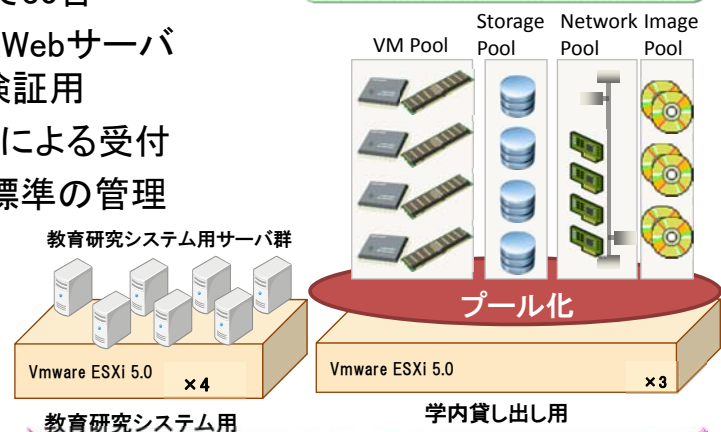 Webサーバ
検証用
による受付
標準の管理
Storage Network Image
VM Pool Pool Pool Pool
プール化
教育研究システム用サーバ群
Vmware ESXi 5.0 ×4
Vmware ESXi 5.0 ×3
教育研究システム用
学内貸し出し用